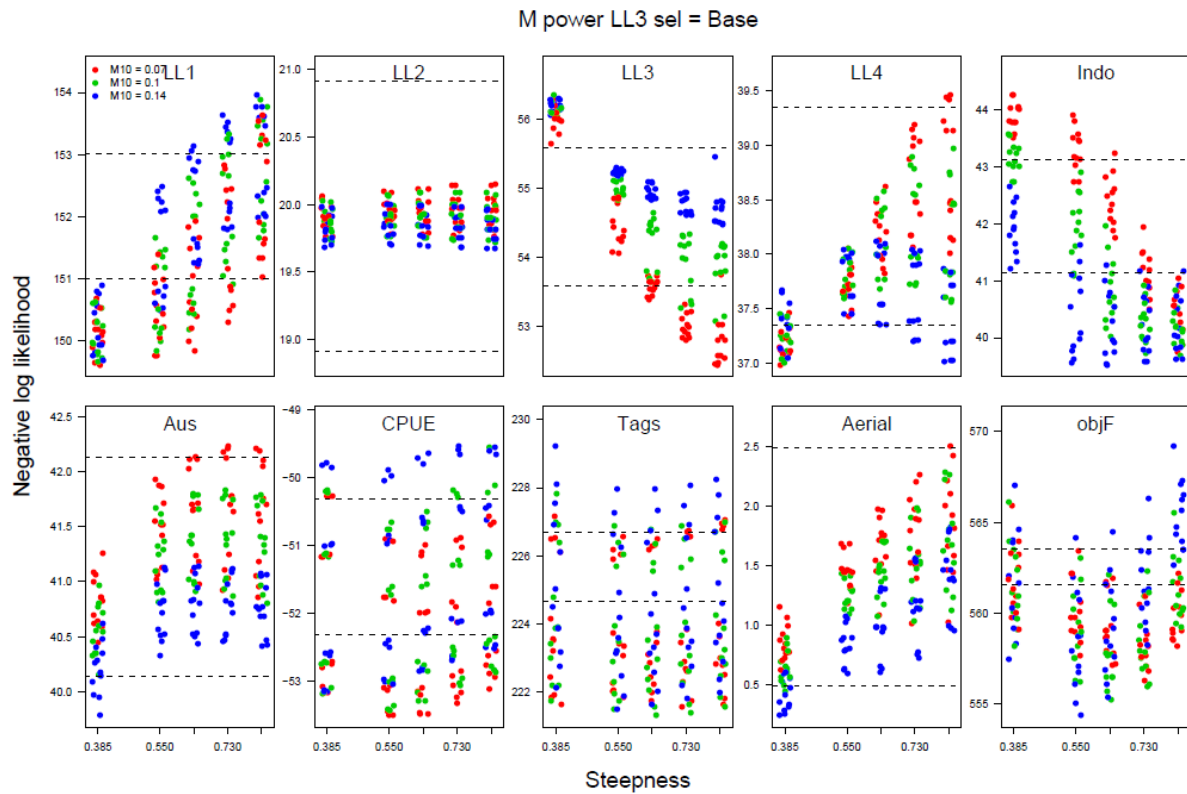 M power LL3 sel = Base
Negative log likelihood
LL1
M10 = 0.07
M10 = 0.1
M10 = 0.14
154
153
152
151
150
LL2
21.0
20.5
20.0
19.5
19.0
LL3
56
55
54
53
LL4
39.5
39.0
38.5
38.0
37.5
37.0
Indo
44
43
42
41
40
Aus
42.5
42.0
41.5
41.0
40.5
40.0
0.385 0.550 0.730
CPUE
−49
−50
−51
−52
−53
0.385 0.550 0.730
Tags
230
228
226
224
222
0.385 0.550 0.730
Aerial
2.5
2.0
1.5
1.0
0.5
0.385 0.550 0.730
objF
570
565
560
555
0.385 0.550 0.730
Steepness